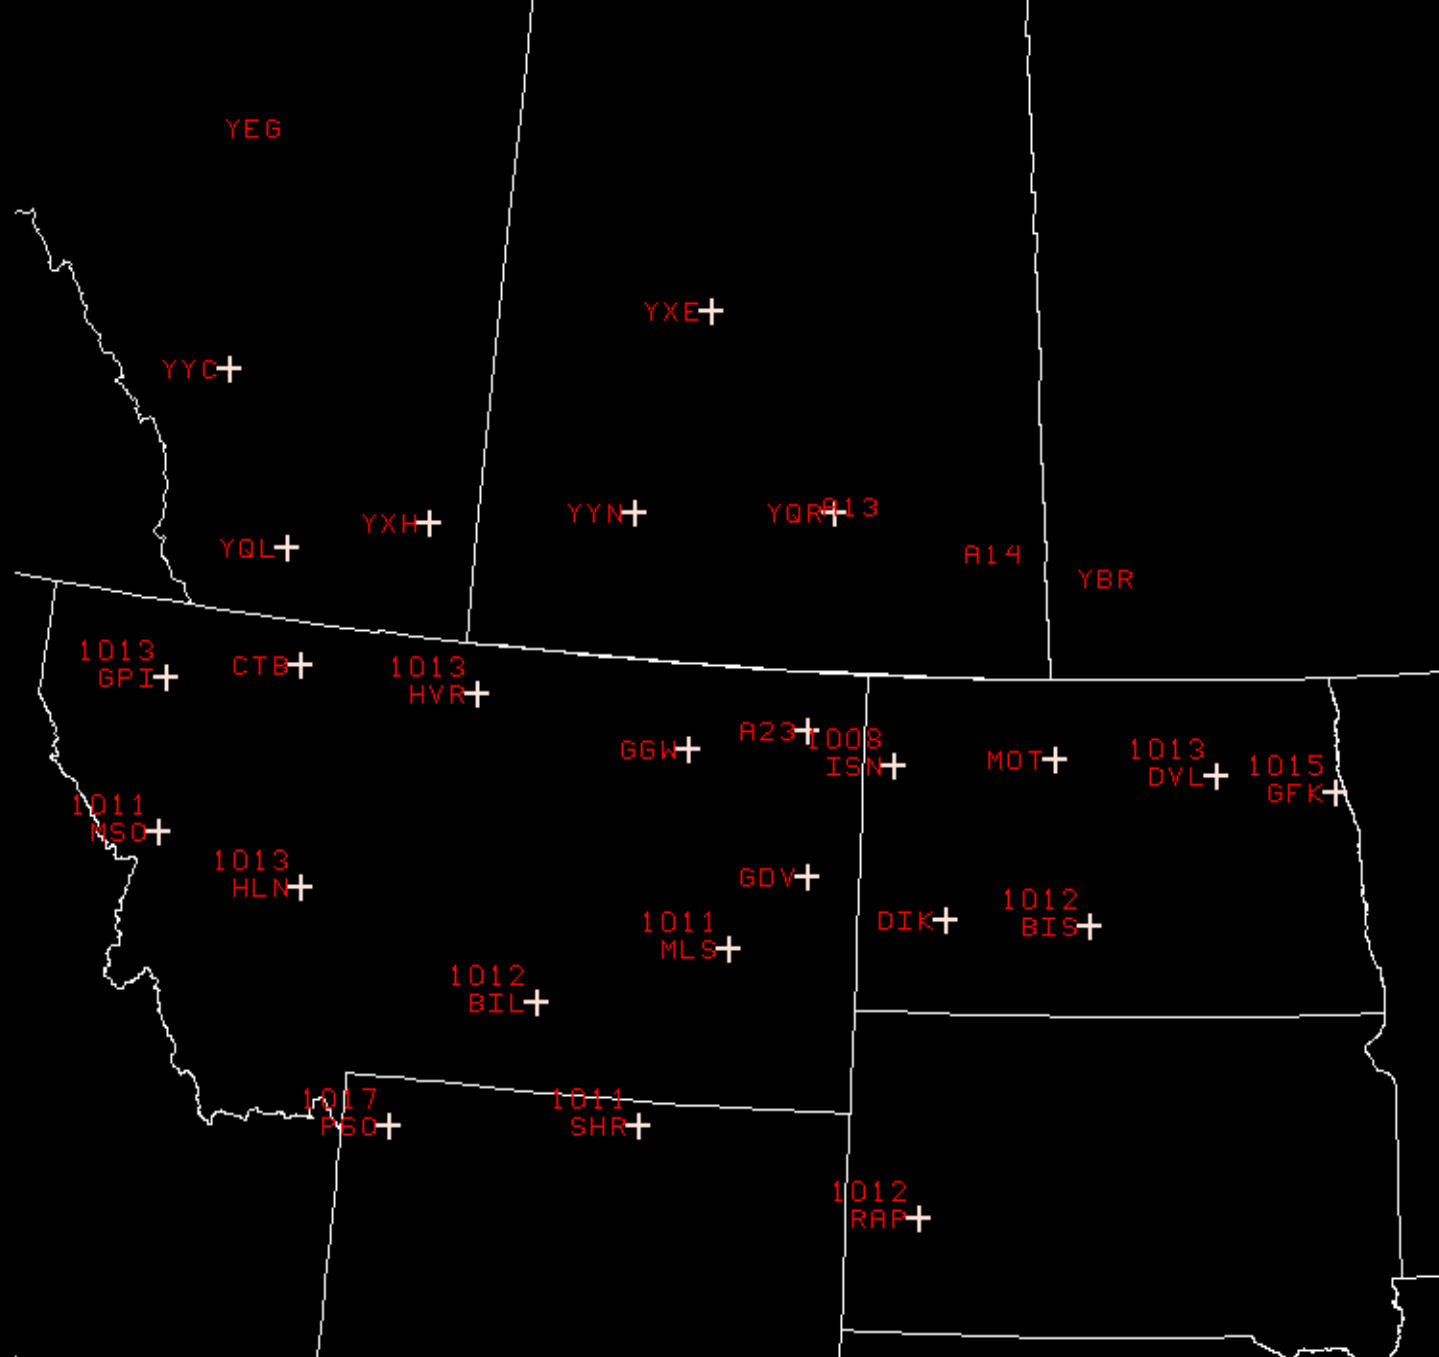 YEG
YXE
YYC
YYN
YQR
A13
YXH
YQL
A14
YBR
1013
GPI
CTB
1013
HVR
A23
GGW
1008
ISN
MOT
1013
DVL
1015
GFK
1011
MSO
1013
HLN
GDV
1011
MLS
DIK
1012
BIS
1012
BIL
1017
P60
1011
SHR
1012
RAP